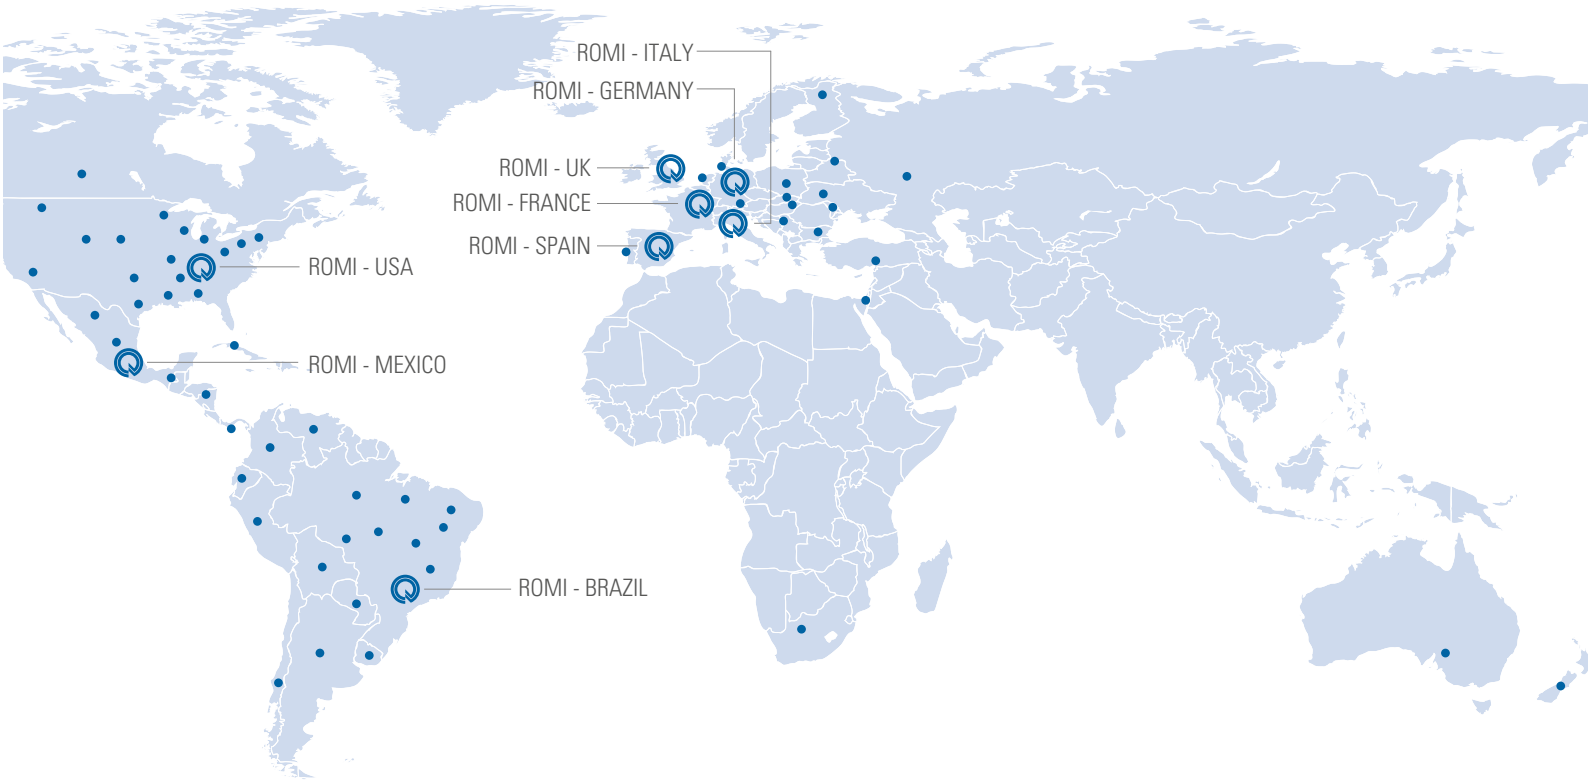 ROMI - ITALY
ROMI - GERMANY
ROMI - UK
ROMI - FRANCE
ROMI - SPAIN
ROMI - USA
ROMI - MEXICO
ROMI - BRAZIL